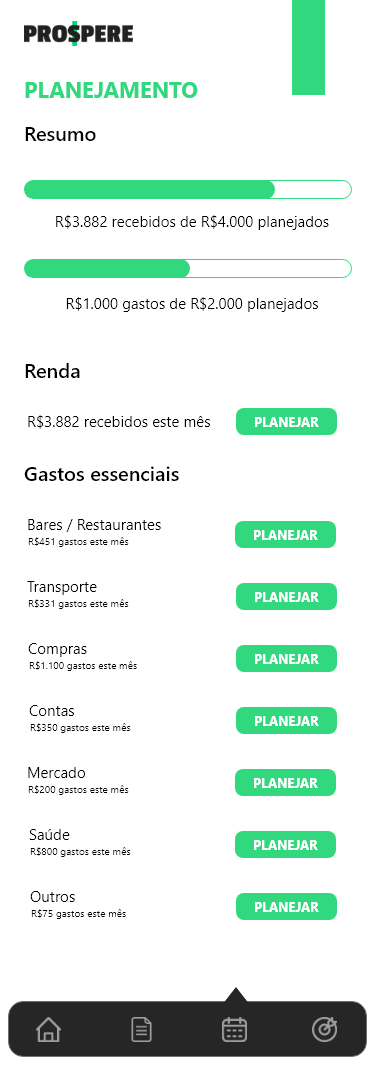 PRO$PERE
PLANEJAMENTO
Resumo
R$3.882 recebidos de R$4.000 planejados
R$1.000 gastos de R$2.000 planejados
Renda
R$3.882 recebidos este mês PLANEJAR
Gastos essenciais
Bares / Restaurantes
R$451 gastos este mês
PLANEJAR
Transporte
R$331 gastos este mês
PLANEJAR
Compras
R$1.100 gastos este mês
PLANEJAR
Contas
R$350 gastos este mês
PLANEJAR
Mercado
R$200 gastos este mês
PLANEJAR
Saúde
R$800 gastos este mês
PLANEJAR
Outros
R$75 gastos este mês
PLANEJAR